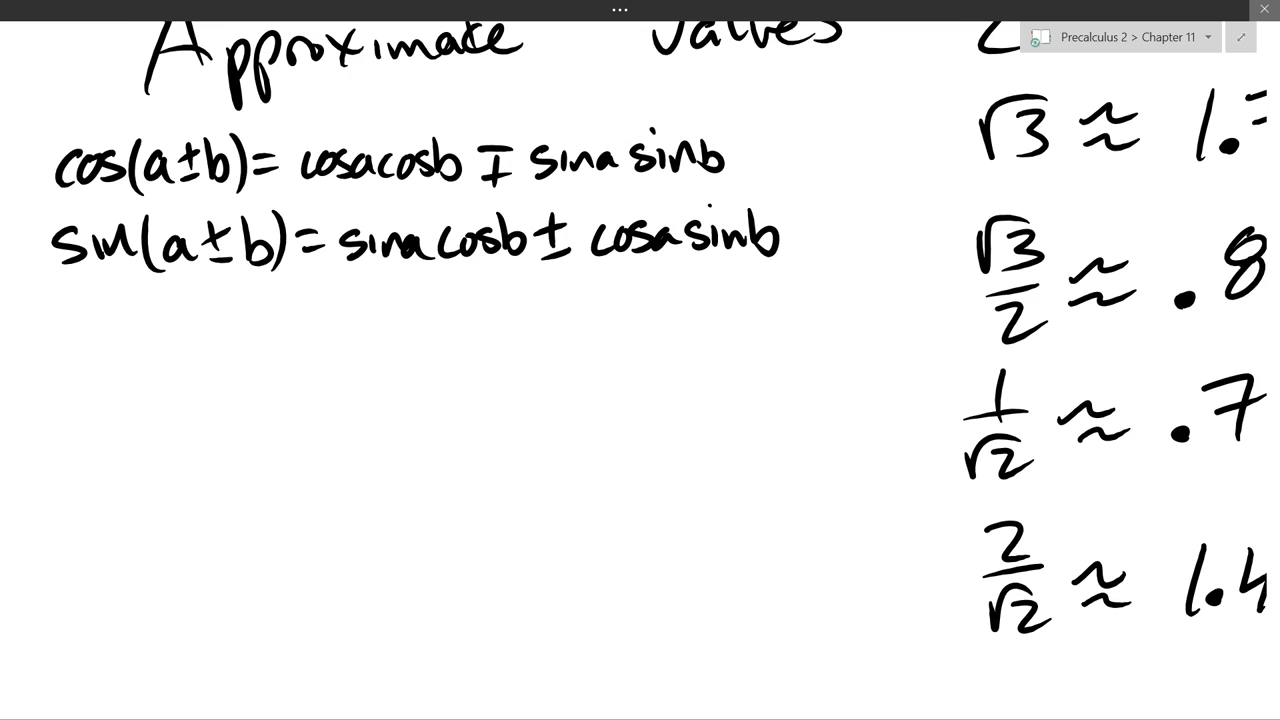 Precalculus 2 > Chapter 11
Approximate values
cos(a±b)= cosacosb ∓ sinasinb
sin(a±b)= sinacosb ± cosasinb
√3 ≈ 1.
√3/2 ≈ .8
1/√2 ≈ .7
2/√2 ≈ 1.4